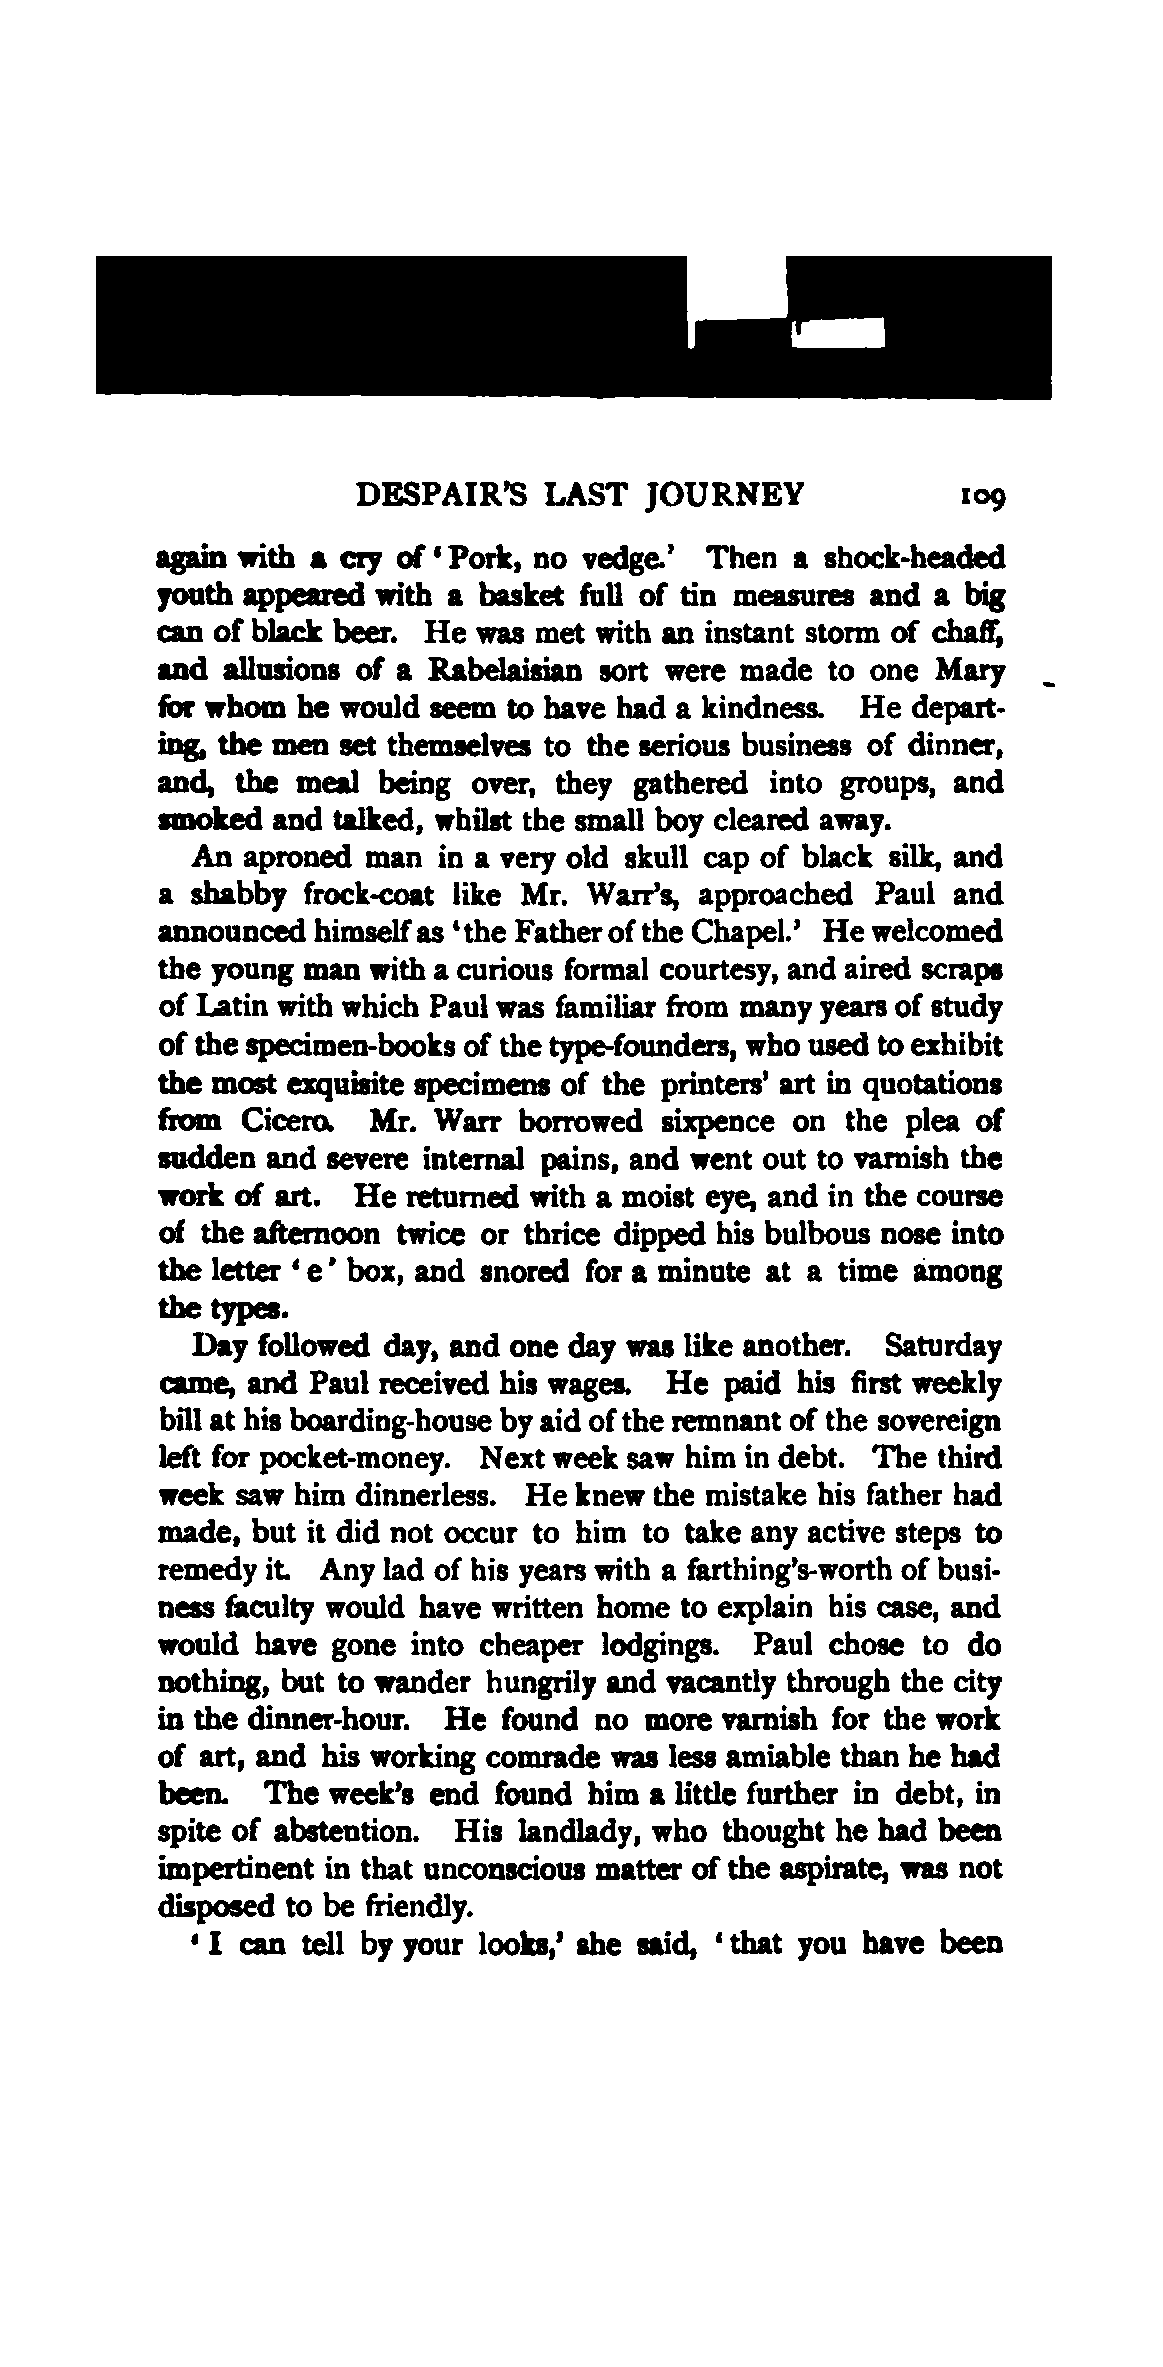 DESPAIR'S LAST JOURNEY 109
again with a cry of 'Pork, no vedge.' Then a shock-headed
youth appeared with a basket full of tin measures and a big
can of black beer. He was met with an instant storm of chaff,
and allusions of a Rabelaisian sort were made to one Mary
for whom he would seem to have had a kindness. He depart-
ing, the men set themselves to the serious business of dinner,
and, the meal being over, they gathered into groups, and
smoked and talked, whilst the small boy cleared away.
An aproned man in a very old skull cap of black silk, and
a shabby frock-coat like Mr. Warr's, approached Paul and
announced himself as 'the Father of the Chapel.' He welcomed
the young man with a curious formal courtesy, and aired scraps
of Latin with which Paul was familiar from many years of study
of the specimen-books of the type-founders, who used to exhibit
the most exquisite specimens of the printers' art in quotations
from Cicero. Mr. Warr borrowed sixpence on the plea of
sudden and severe internal pains, and went out to varnish the
work of art. He returned with a moist eye, and in the course
of the afternoon twice or thrice dipped his bulbous nose into
the letter 'e' box, and snored for a minute at a time among
the types.
Day followed day, and one day was like another. Saturday
came, and Paul received his wages. He paid his first weekly
bill at his boarding-house by aid of the remnant of the sovereign
left for pocket-money. Next week saw him in debt. The third
week saw him dinnerless. He knew the mistake his father had
made, but it did not occur to him to take any active steps to
remedy it. Any lad of his years with a farthing's-worth of busi-
ness faculty would have written home to explain his case, and
would have gone into cheaper lodgings. Paul chose to do
nothing, but to wander hungrily and vacantly through the city
in the dinner-hour. He found no more varnish for the work
of art, and his working comrade was less amiable than he had
been. The week's end found him a little further in debt, in
spite of abstention. His landlady, who thought he had been
impertinent in that unconscious matter of the aspirate, was not
disposed to be friendly.
'I can tell by your looks,' she said, 'that you have been